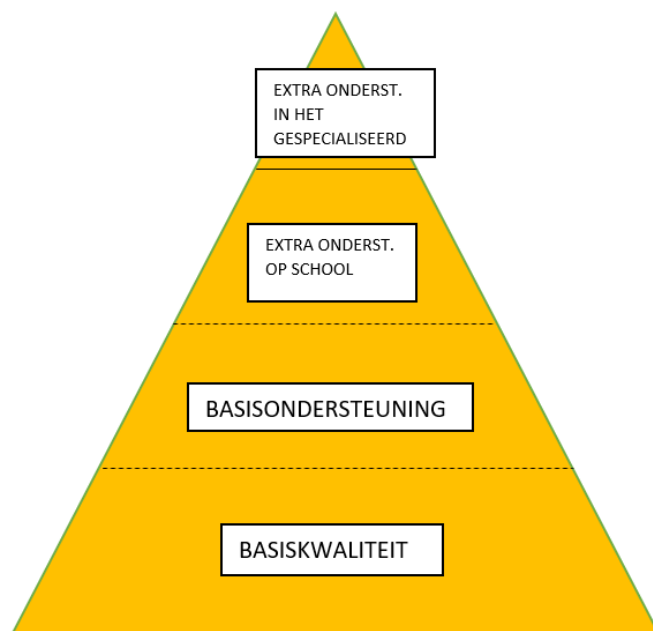 EXTRA ONDERST.
IN HET
GESPECIALISEERD
EXTRA ONDERST.
OP SCHOOL
BASISONDERSTEUNING
BASISKWALITEIT